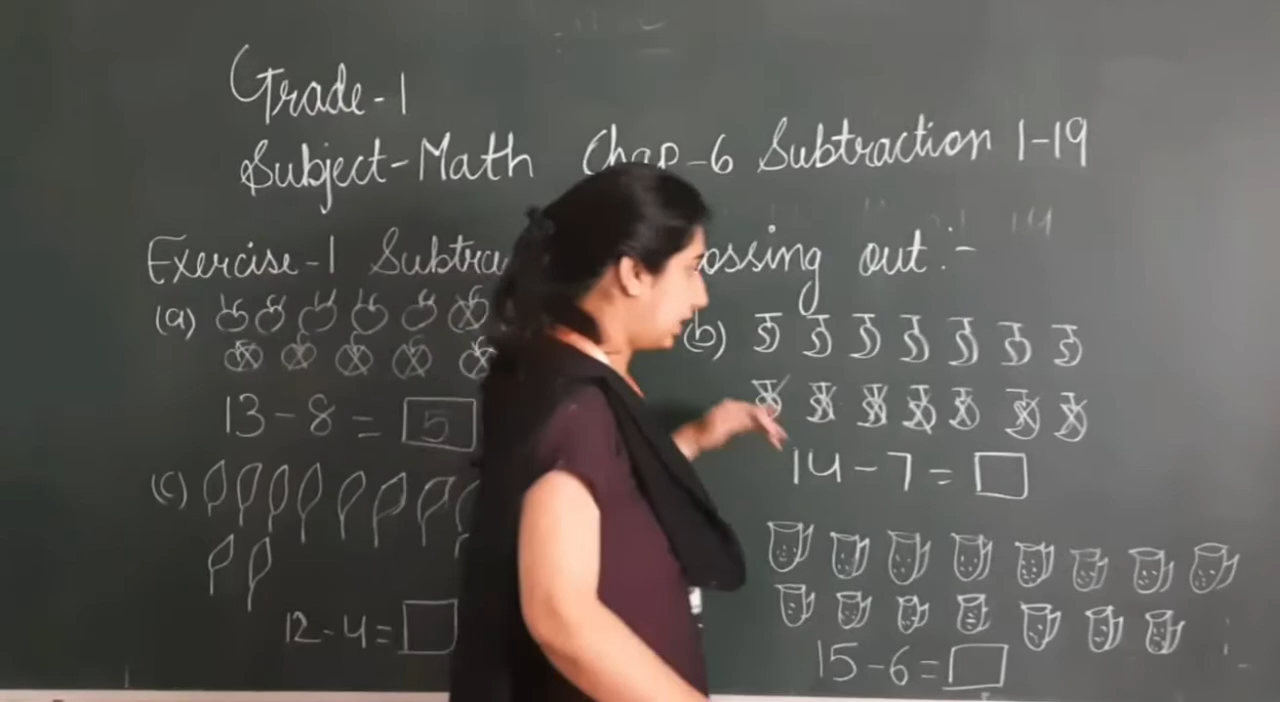 Grade-1
Subject-Math Chap-6 Subtraction 1-19
Exercise-1 Subtra ossing out :-
(a)
13-8=5
(b)
14-7=
(c)
12-4=
15-6=